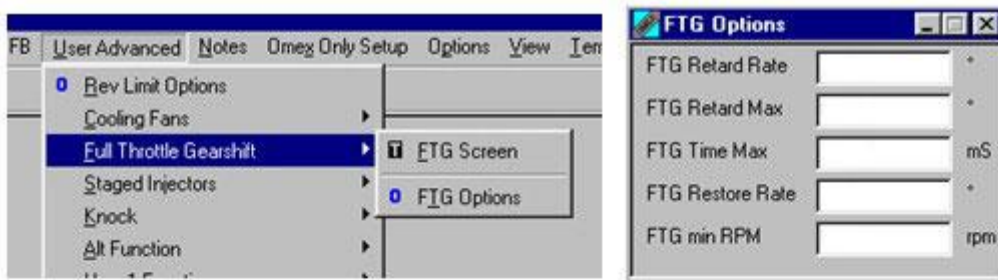 FB User Advanced Notes Omex Only Setup Options View
0 Rev Limit Options
Cooling Fans
Full Throttle Gearshift
Staged Injectors
Knock
Alt Function
T FTG Screen
0 FTG Options
FTG Options
FTG Retard Rate °
FTG Retard Max °
FTG Time Max mS
FTG Restore Rate °
FTG min RPM rpm